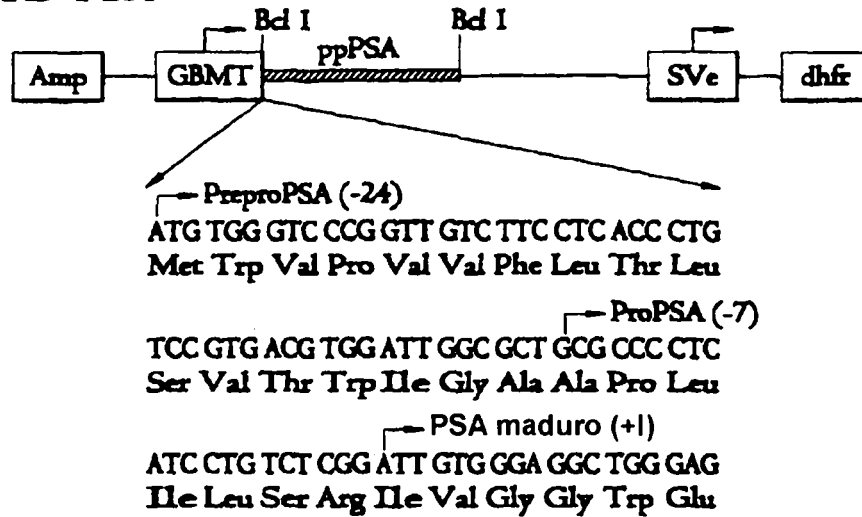 Bcl I Bcl I
ppPSA
Amp GBMT SVe dhfr
PreproPSA (-24)
ATG TGG GTC CCG GTT GTC TTC CTC ACC CTG
Met Trp Val Pro Val Val Phe Leu Thr Leu
ProPSA (-7)
TCC GTG ACG TGG ATT GGC GCT GCG CCC CTC
Ser Val Thr Trp Ile Gly Ala Ala Pro Leu
PSA maduro (+I)
ATC CTG TCT CGG ATT GTG GGA GGC TGG GAG
Ile Leu Ser Arg Ile Val Gly Gly Trp Glu